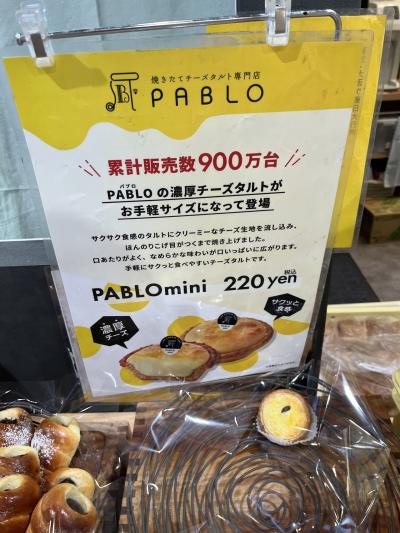 焼きたてチーズタルト専門店
PABLO
累計販売数900万台
パブロ
PABLOの濃厚チーズタルトが
お手軽サイズになって登場
サクサク食感のタルトにクリーミーなチーズ生地を流し込み、
ほんのりこげ目がつくまで焼き上げました。
口あたりがよく、なめらかな味わいが口いっぱいに広がります。
手軽にサクっと食べやすいチーズタルトです。
税込
PABLOmini 220yen
濃厚
チーズ
サクッと
食感